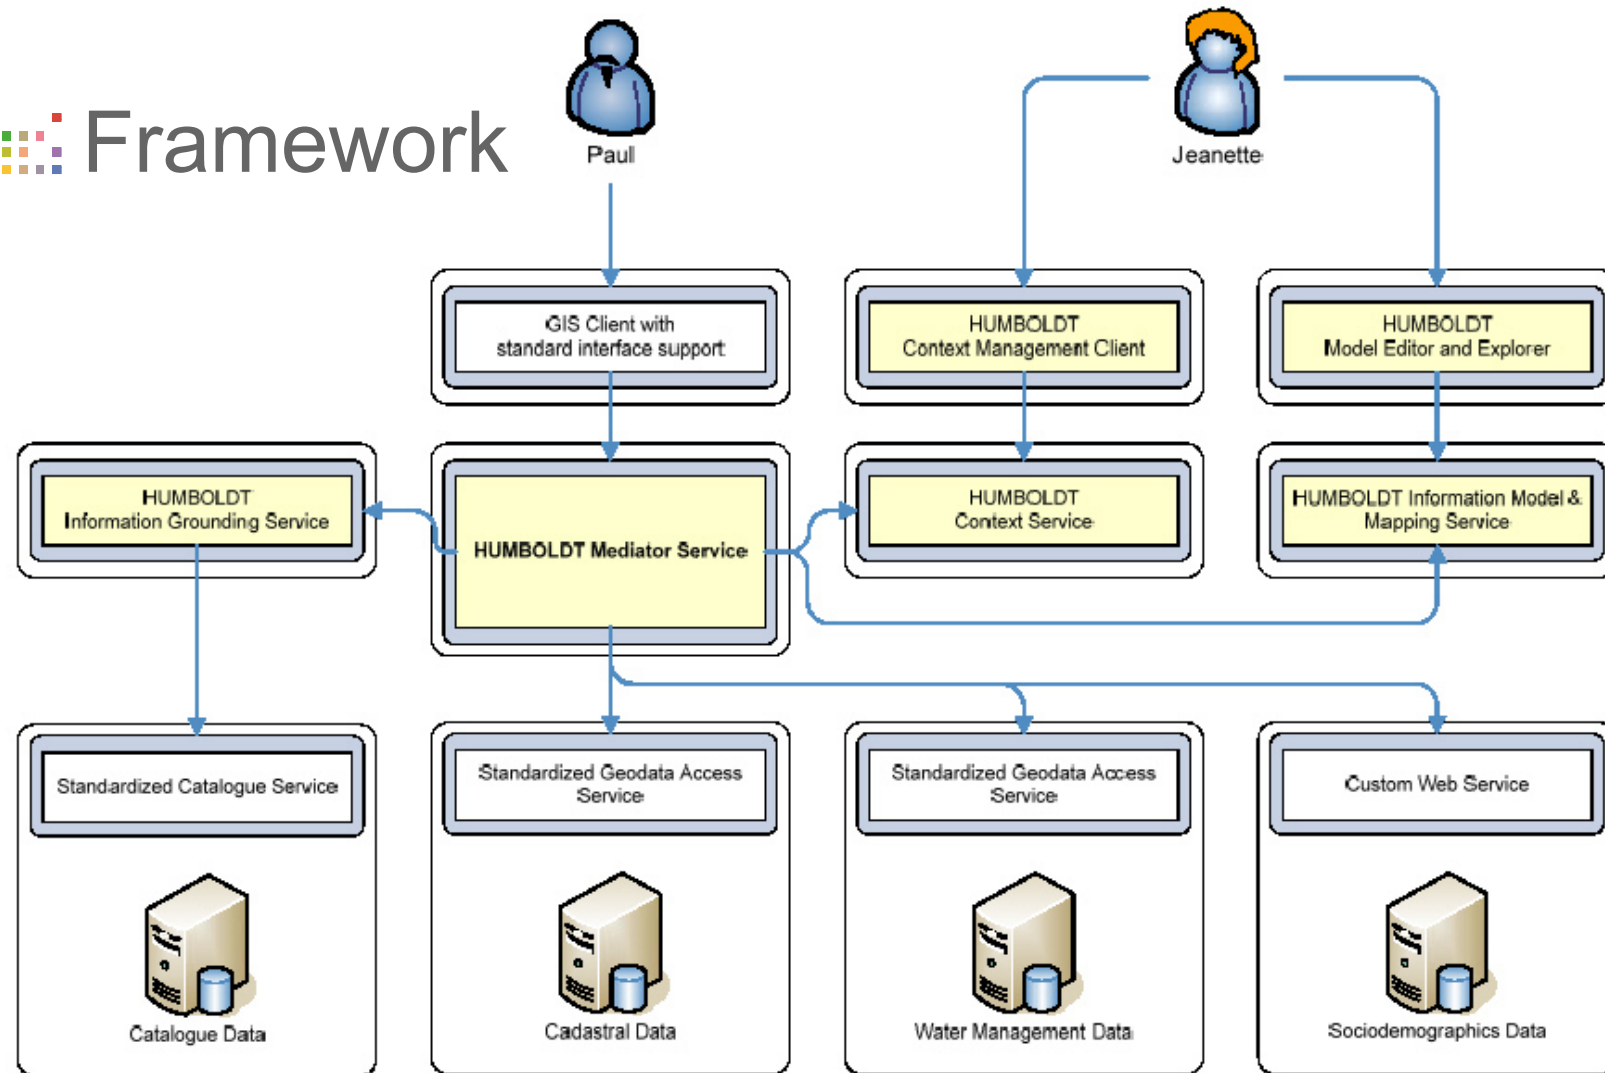 Framework
Paul
Jeanette
GIS Client with
standard interface support
HUMBOLDT
Context Management Client
HUMBOLDT
Model Editor and Explorer
HUMBOLDT
Information Grounding Service
HUMBOLDT Mediator Service
HUMBOLDT
Context Service
HUMBOLDT Information Model &
Mapping Service
Standardized Catalogue Service
Standardized Geodata Access
Service
Standardized Geodata Access
Service
Custom Web Service
Catalogue Data
Cadastral Data
Water Management Data
Sociodemographics Data